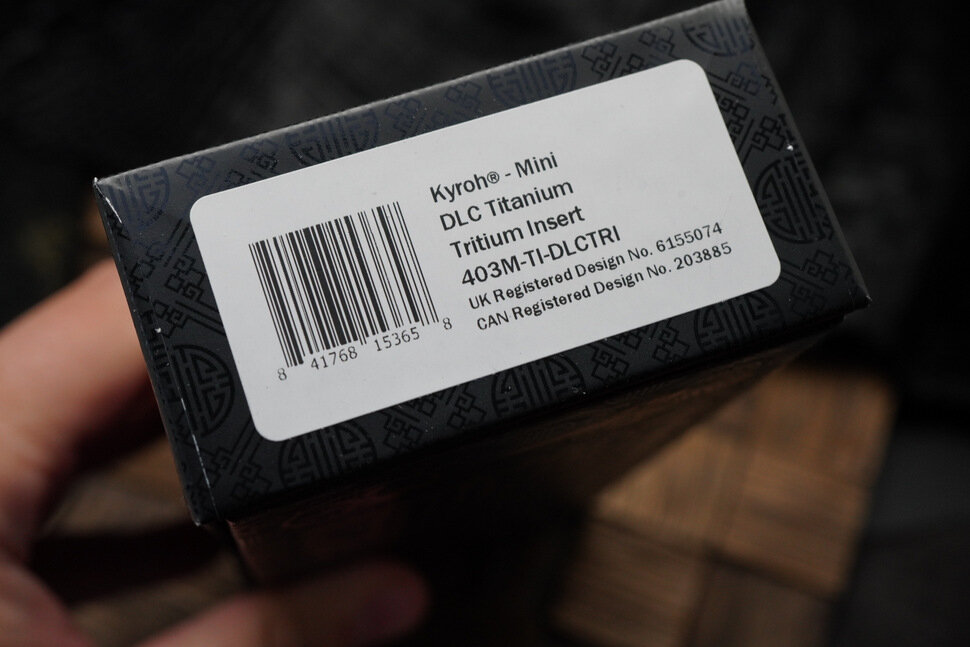 Kyroh® - Mini
DLC Titanium
Tritium Insert
403M-TI-DLCTRI
UK Registered Design No. 6155074
CAN Registered Design No. 203885
8 41768 15365 8